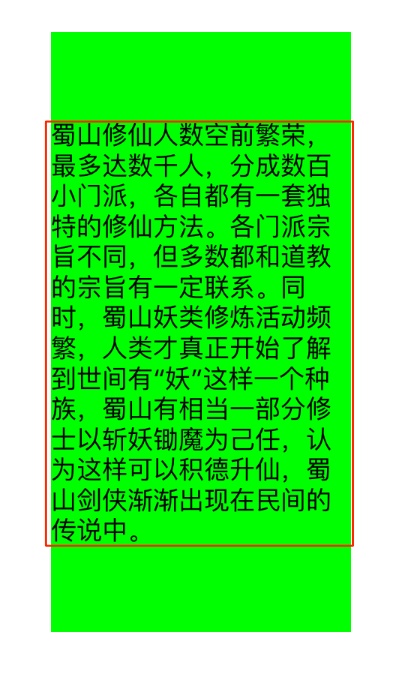 蜀山修仙人数空前繁荣，
最多达数千人，分成数百
小门派，各自都有一套独
特的修仙方法。各门派宗
旨不同，但多数都和道教
的宗旨有一定联系。同
时，蜀山妖类修炼活动频
繁，人类才真正开始了解
到世间有“妖”这样一个种
族，蜀山有相当一部分修
士以斩妖锄魔为己任，认
为这样可以积德升仙，蜀
山剑侠渐渐出现在民间的
传说中。